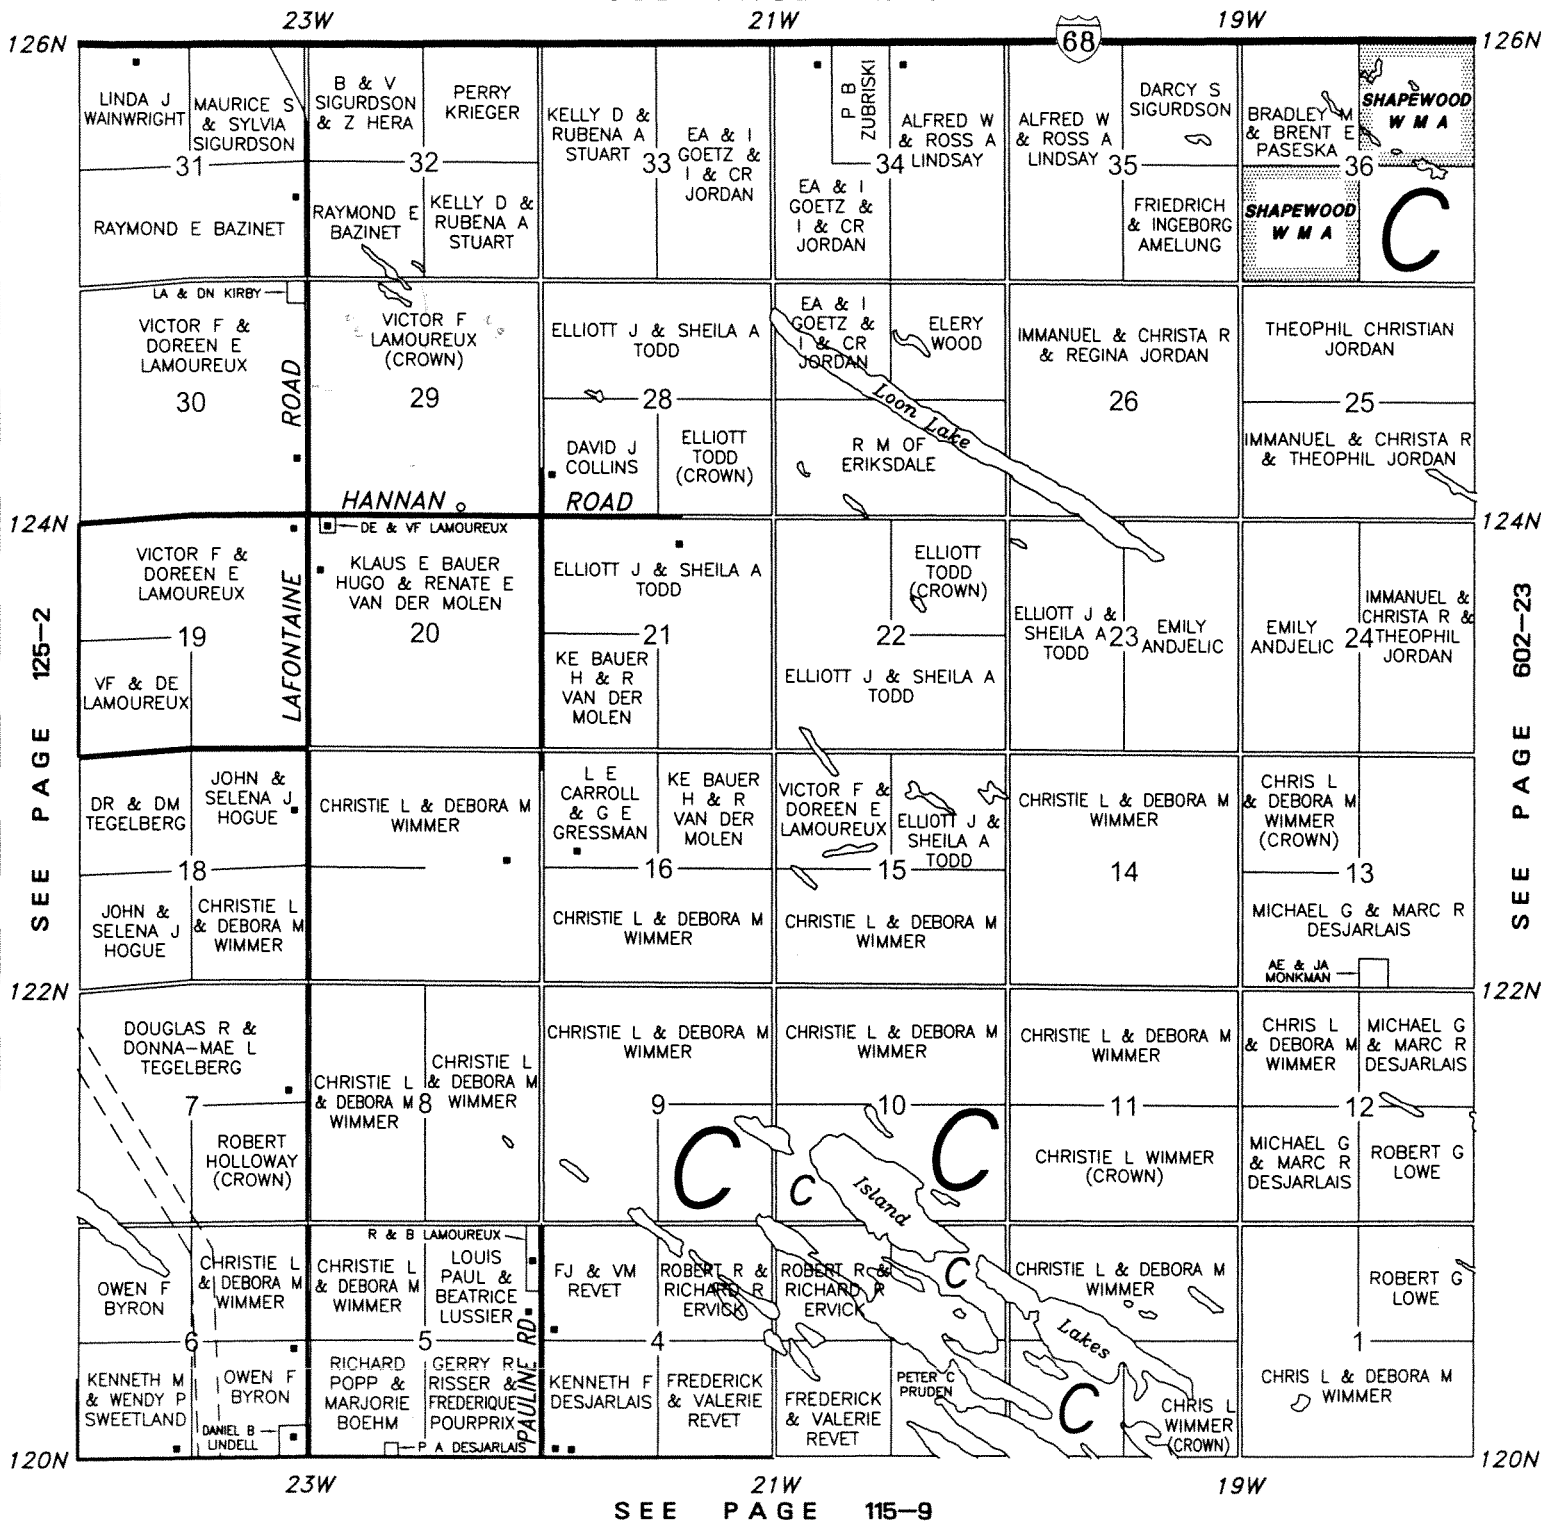 23W 21W 19W
126N 68 126N
LINDA J
WAINWRIGHT
MAURICE S
& SYLVIA
SIGURDSON
31
RAYMOND E BAZINET
B & V
SIGURDSON
& Z HERA
PERRY
KRIEGER
32
RAYMOND E
BAZINET
KELLY D &
RUBENA A
STUART
KELLY D &
RUBENA A
STUART
33
EA & I
GOETZ &
I & CR
JORDAN
P B
ZUBRISKI
ALFRED W
& ROSS A
LINDSAY
34
EA & I
GOETZ &
I & CR
JORDAN
ALFRED W
& ROSS A
LINDSAY
35
DARCY S
SIGURDSON
FRIEDRICH
& INGEBORG
AMELUNG
BRADLEY M
& BRENT E
PASESKA
SHAPEWOOD
W M A
36
SHAPEWOOD
W M A
C
LA & DN KIRBY
VICTOR F &
DOREEN E
LAMOUREUX
30
ROAD
VICTOR F
LAMOUREUX
(CROWN)
29
HANNAN ROAD
ELLIOTT J & SHEILA A
TODD
28
DAVID J
COLLINS
ELLIOTT
TODD
(CROWN)
EA & I
GOETZ &
I & CR
JORDAN
ELERY
WOOD
Loon Lake
R M OF
ERIKSDALE
IMMANUEL & CHRISTA R
& REGINA JORDAN
26
THEOPHIL CHRISTIAN
JORDAN
25
IMMANUEL & CHRISTA R
& THEOPHIL JORDAN
124N 124N
VICTOR F &
DOREEN E
LAMOUREUX
19
VF & DE
LAMOUREUX
LAFONTAINE
DE & VF LAMOUREUX
KLAUS E BAUER
HUGO & RENATE E
VAN DER MOLEN
20
ELLIOTT J & SHEILA A
TODD
21
KE BAUER
H & R
VAN DER
MOLEN
ELLIOTT
TODD
(CROWN)
22
ELLIOTT J & SHEILA A
TODD
ELLIOTT J &
SHEILA A
TODD
23
EMILY
ANDJELIC
EMILY
ANDJELIC
24
IMMANUEL &
CHRISTA R &
THEOPHIL
JORDAN
SEE PAGE 125-2
SEE PAGE 602-23
DR & DM
TEGELBERG
JOHN &
SELENA J
HOGUE
18
JOHN &
SELENA J
HOGUE
CHRISTIE L
& DEBORA M
WIMMER
CHRISTIE L & DEBORA M
WIMMER
L E
CARROLL
& G E
GRESSMAN
KE BAUER
H & R
VAN DER
MOLEN
16
CHRISTIE L & DEBORA M
WIMMER
VICTOR F &
DOREEN E
LAMOUREUX
ELLIOTT J &
SHEILA A
TODD
15
CHRISTIE L & DEBORA M
WIMMER
CHRISTIE L & DEBORA M
WIMMER
14
CHRIS L
& DEBORA M
WIMMER
(CROWN)
13
MICHAEL G & MARC R
DESJARLAIS
AE & JA
MONKMAN
122N 122N
DOUGLAS R &
DONNA-MAE L
TEGELBERG
7
ROBERT
HOLLOWAY
(CROWN)
CHRISTIE L
& DEBORA M
WIMMER
8
CHRISTIE L
& DEBORA M
WIMMER
CHRISTIE L & DEBORA M
WIMMER
9
C
CHRISTIE L & DEBORA M
WIMMER
10
C
C
Island
CHRISTIE L & DEBORA M
WIMMER
11
CHRISTIE L WIMMER
(CROWN)
CHRIS L
& DEBORA M
WIMMER
MICHAEL G
& MARC R
DESJARLAIS
12
MICHAEL G
& MARC R
DESJARLAIS
ROBERT G
LOWE
OWEN F
BYRON
CHRISTIE L
& DEBORA M
WIMMER
6
KENNETH M
& WENDY P
SWEETLAND
OWEN F
BYRON
DANIEL B
LINDELL
R & B LAMOUREUX
CHRISTIE L
& DEBORA M
WIMMER
LOUIS
PAUL &
BEATRICE
LUSSIER
5
RICHARD
POPP &
MARJORIE
BOEHM
GERRY R
RISSER &
FREDERIQUE
POURPRIX
P A DESJARLAIS
PAULINE RD
FJ & VM
REVET
ROBERT R &
RICHARD R
ERVICK
4
KENNETH F
DESJARLAIS
FREDERICK
& VALERIE
REVET
ROBERT R &
RICHARD R
ERVICK
C
FREDERICK
& VALERIE
REVET
PETER C
PRUDEN
CHRISTIE L & DEBORA M
WIMMER
Lakes
C
CHRIS L
WIMMER
(CROWN)
ROBERT G
LOWE
1
CHRIS L & DEBORA M
WIMMER
120N 120N
23W 21W 19W
SEE PAGE 115-9